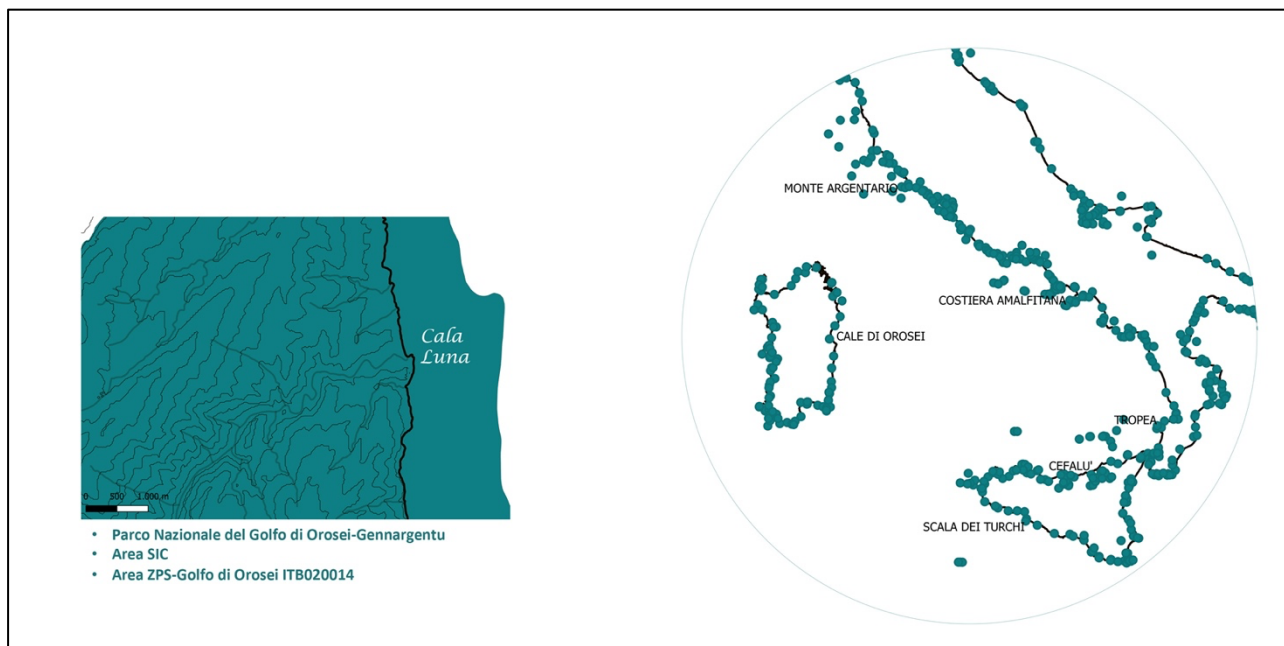 Cala
Luna
0 500 1.000 m
• Parco Nazionale del Golfo di Orosei-Gennargentu
• Area SIC
• Area ZPS-Golfo di Orosei ITB020014
MONTE ARGENTARIO
COSTIERA AMALFITANA
CALE DI OROSEI
TROPEA
CEFALU'
SCALA DEI TURCHI